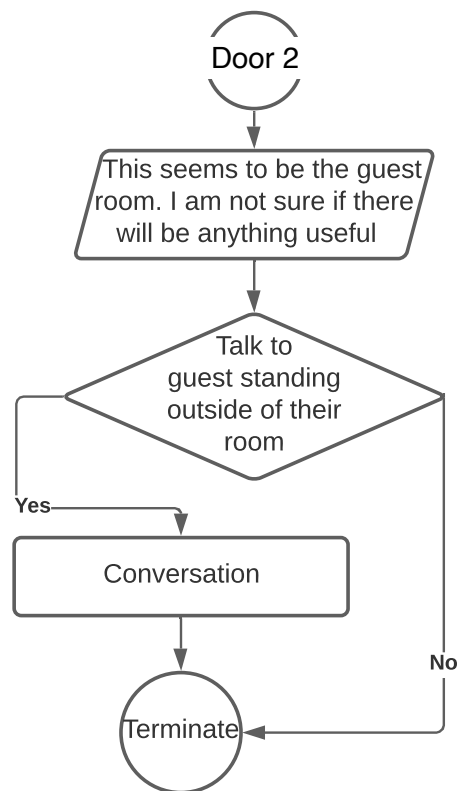 Door 2
This seems to be the guest
room. I am not sure if there
will be anything useful
Talk to
guest standing
outside of their
room
Yes
Conversation
No
Terminate